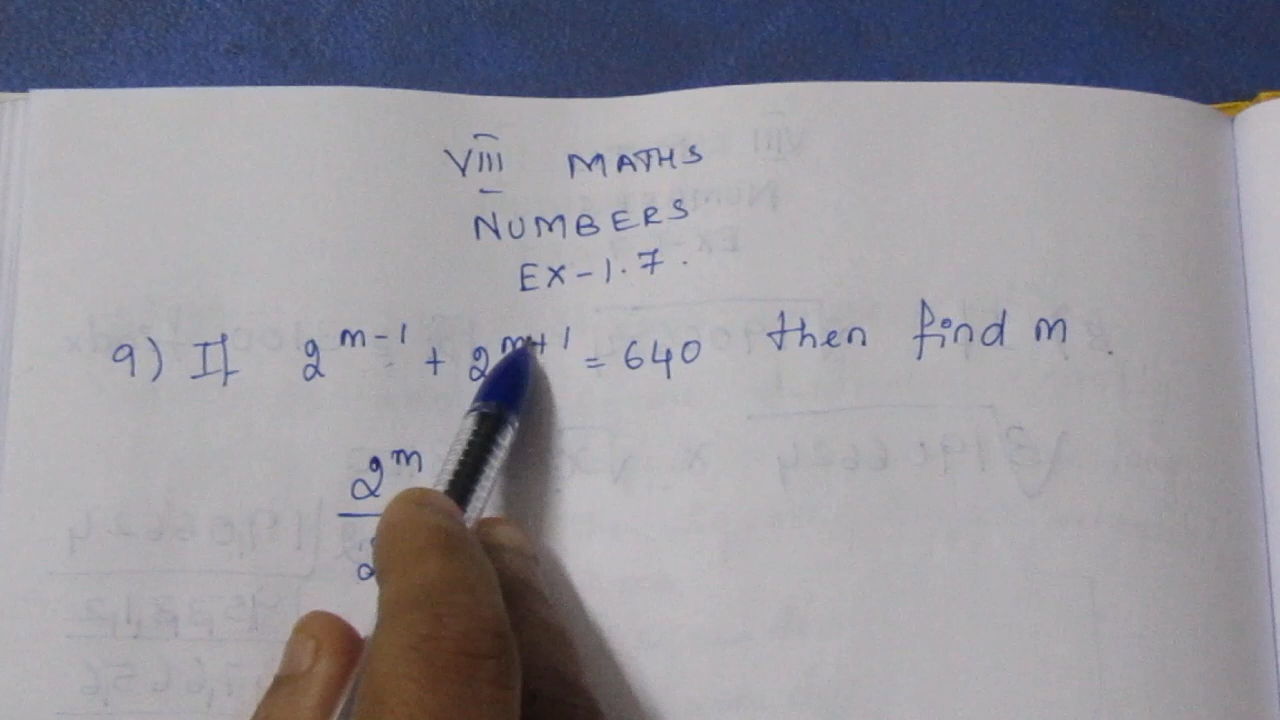 VIII MATHS
NUMBERS
EX-1.7.
9) If 2^{m-1} + 2^{m+1} = 640 then find m.
2^m